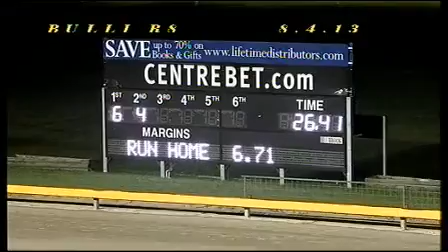 BULLI R8 8.4.13
SAVE up to 70% on Books & Gifts www.lifetimedistributors.com
CENTREBET.com
1ST 2ND 3RD 4TH 5TH 6TH TIME
6 4 26.41
MARGINS
RUN HOME 6.71